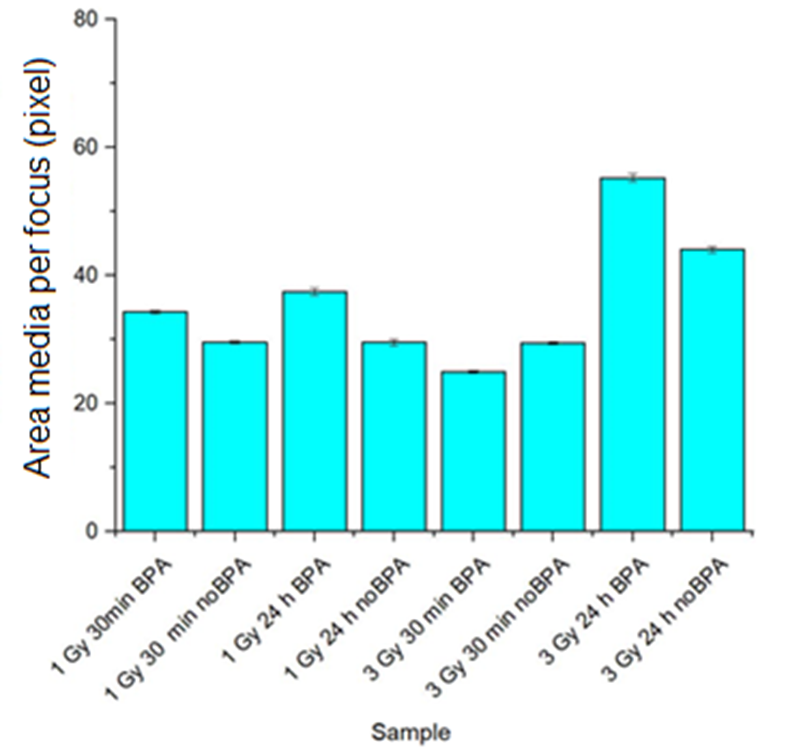 Area media per focus (pixel)
80
60
40
20
0
1 Gy 30min BPA
1 Gy 30 min noBPA
1 Gy 24 h BPA
1 Gy 24 h noBPA
3 Gy 30 min BPA
3 Gy 30 min noBPA
3 Gy 24 h BPA
3 Gy 24 h noBPA
Sample